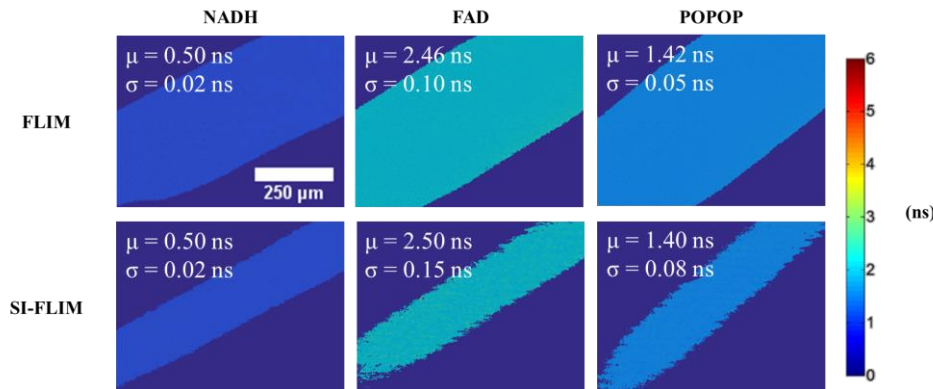 NADH FAD POPOP
FLIM
μ = 0.50 ns
σ = 0.02 ns
250 μm
μ = 2.46 ns
σ = 0.10 ns
μ = 1.42 ns
σ = 0.05 ns
SI-FLIM
μ = 0.50 ns
σ = 0.02 ns
μ = 2.50 ns
σ = 0.15 ns
μ = 1.40 ns
σ = 0.08 ns
6
5
4
3
2
1
0
(ns)